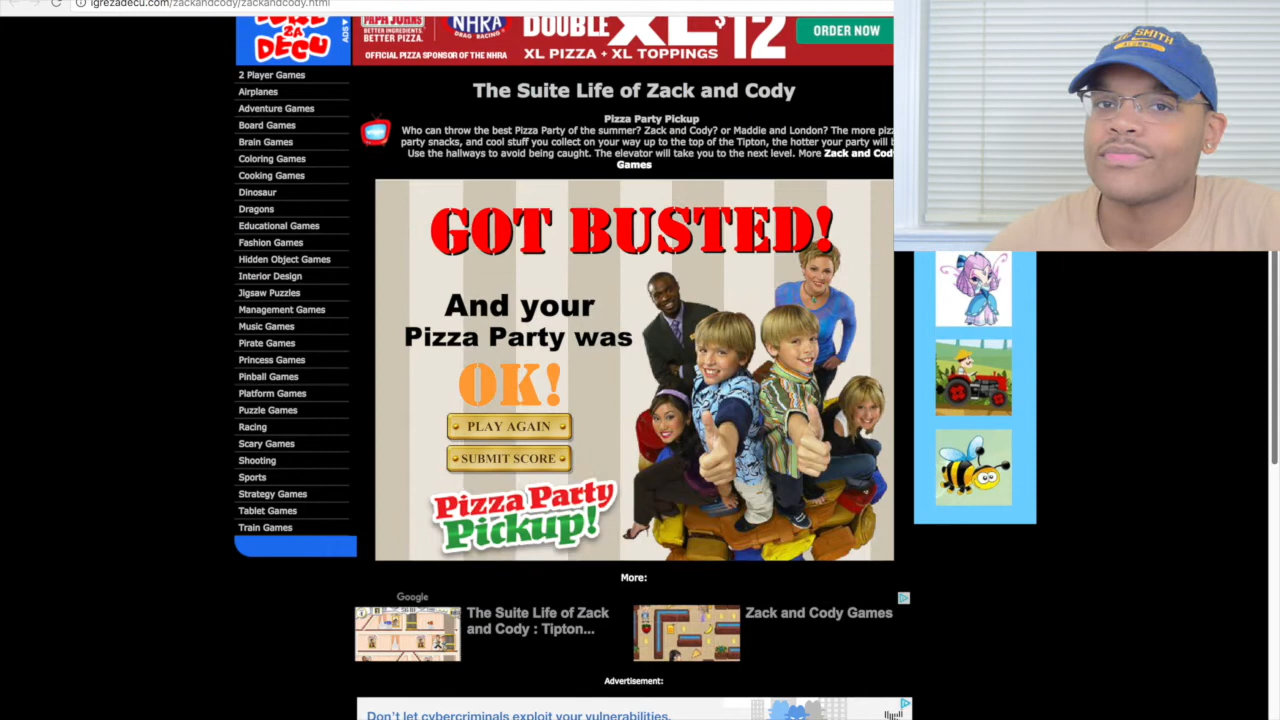 igrezadecu.com/zackandcody/zackandcody.html
ZA
DECU
ADS
PAPA JOHNS
BETTER INGREDIENTS.
BETTER PIZZA.
NHRA
DRAG RACING
OFFICIAL PIZZA SPONSOR OF THE NHRA
DOUBLE XL $12
XL PIZZA + XL TOPPINGS
ORDER NOW
2 Player Games
Airplanes
Adventure Games
Board Games
Brain Games
Coloring Games
Cooking Games
Dinosaur
Dragons
Educational Games
Fashion Games
Hidden Object Games
Interior Design
Jigsaw Puzzles
Management Games
Music Games
Pirate Games
Princess Games
Pinball Games
Platform Games
Puzzle Games
Racing
Scary Games
Shooting
Sports
Strategy Games
Tablet Games
Train Games
The Suite Life of Zack and Cody
Pizza Party Pickup
Who can throw the best Pizza Party of the summer? Zack and Cody? or Maddie and London? The more pizz
party snacks, and cool stuff you collect on your way up to the top of the Tipton, the hotter your party will b
Use the hallways to avoid being caught. The elevator will take you to the next level. More Zack and Cod
Games
GOT BUSTED!
And your
Pizza Party was
OK!
PLAY AGAIN
SUBMIT SCORE
Pizza Party
Pickup!
SMITH
ALUMNI
More:
Google
The Suite Life of Zack
and Cody : Tipton...
Zack and Cody Games
Advertisement:
Don't let cybercriminals exploit your vulnerabilities.